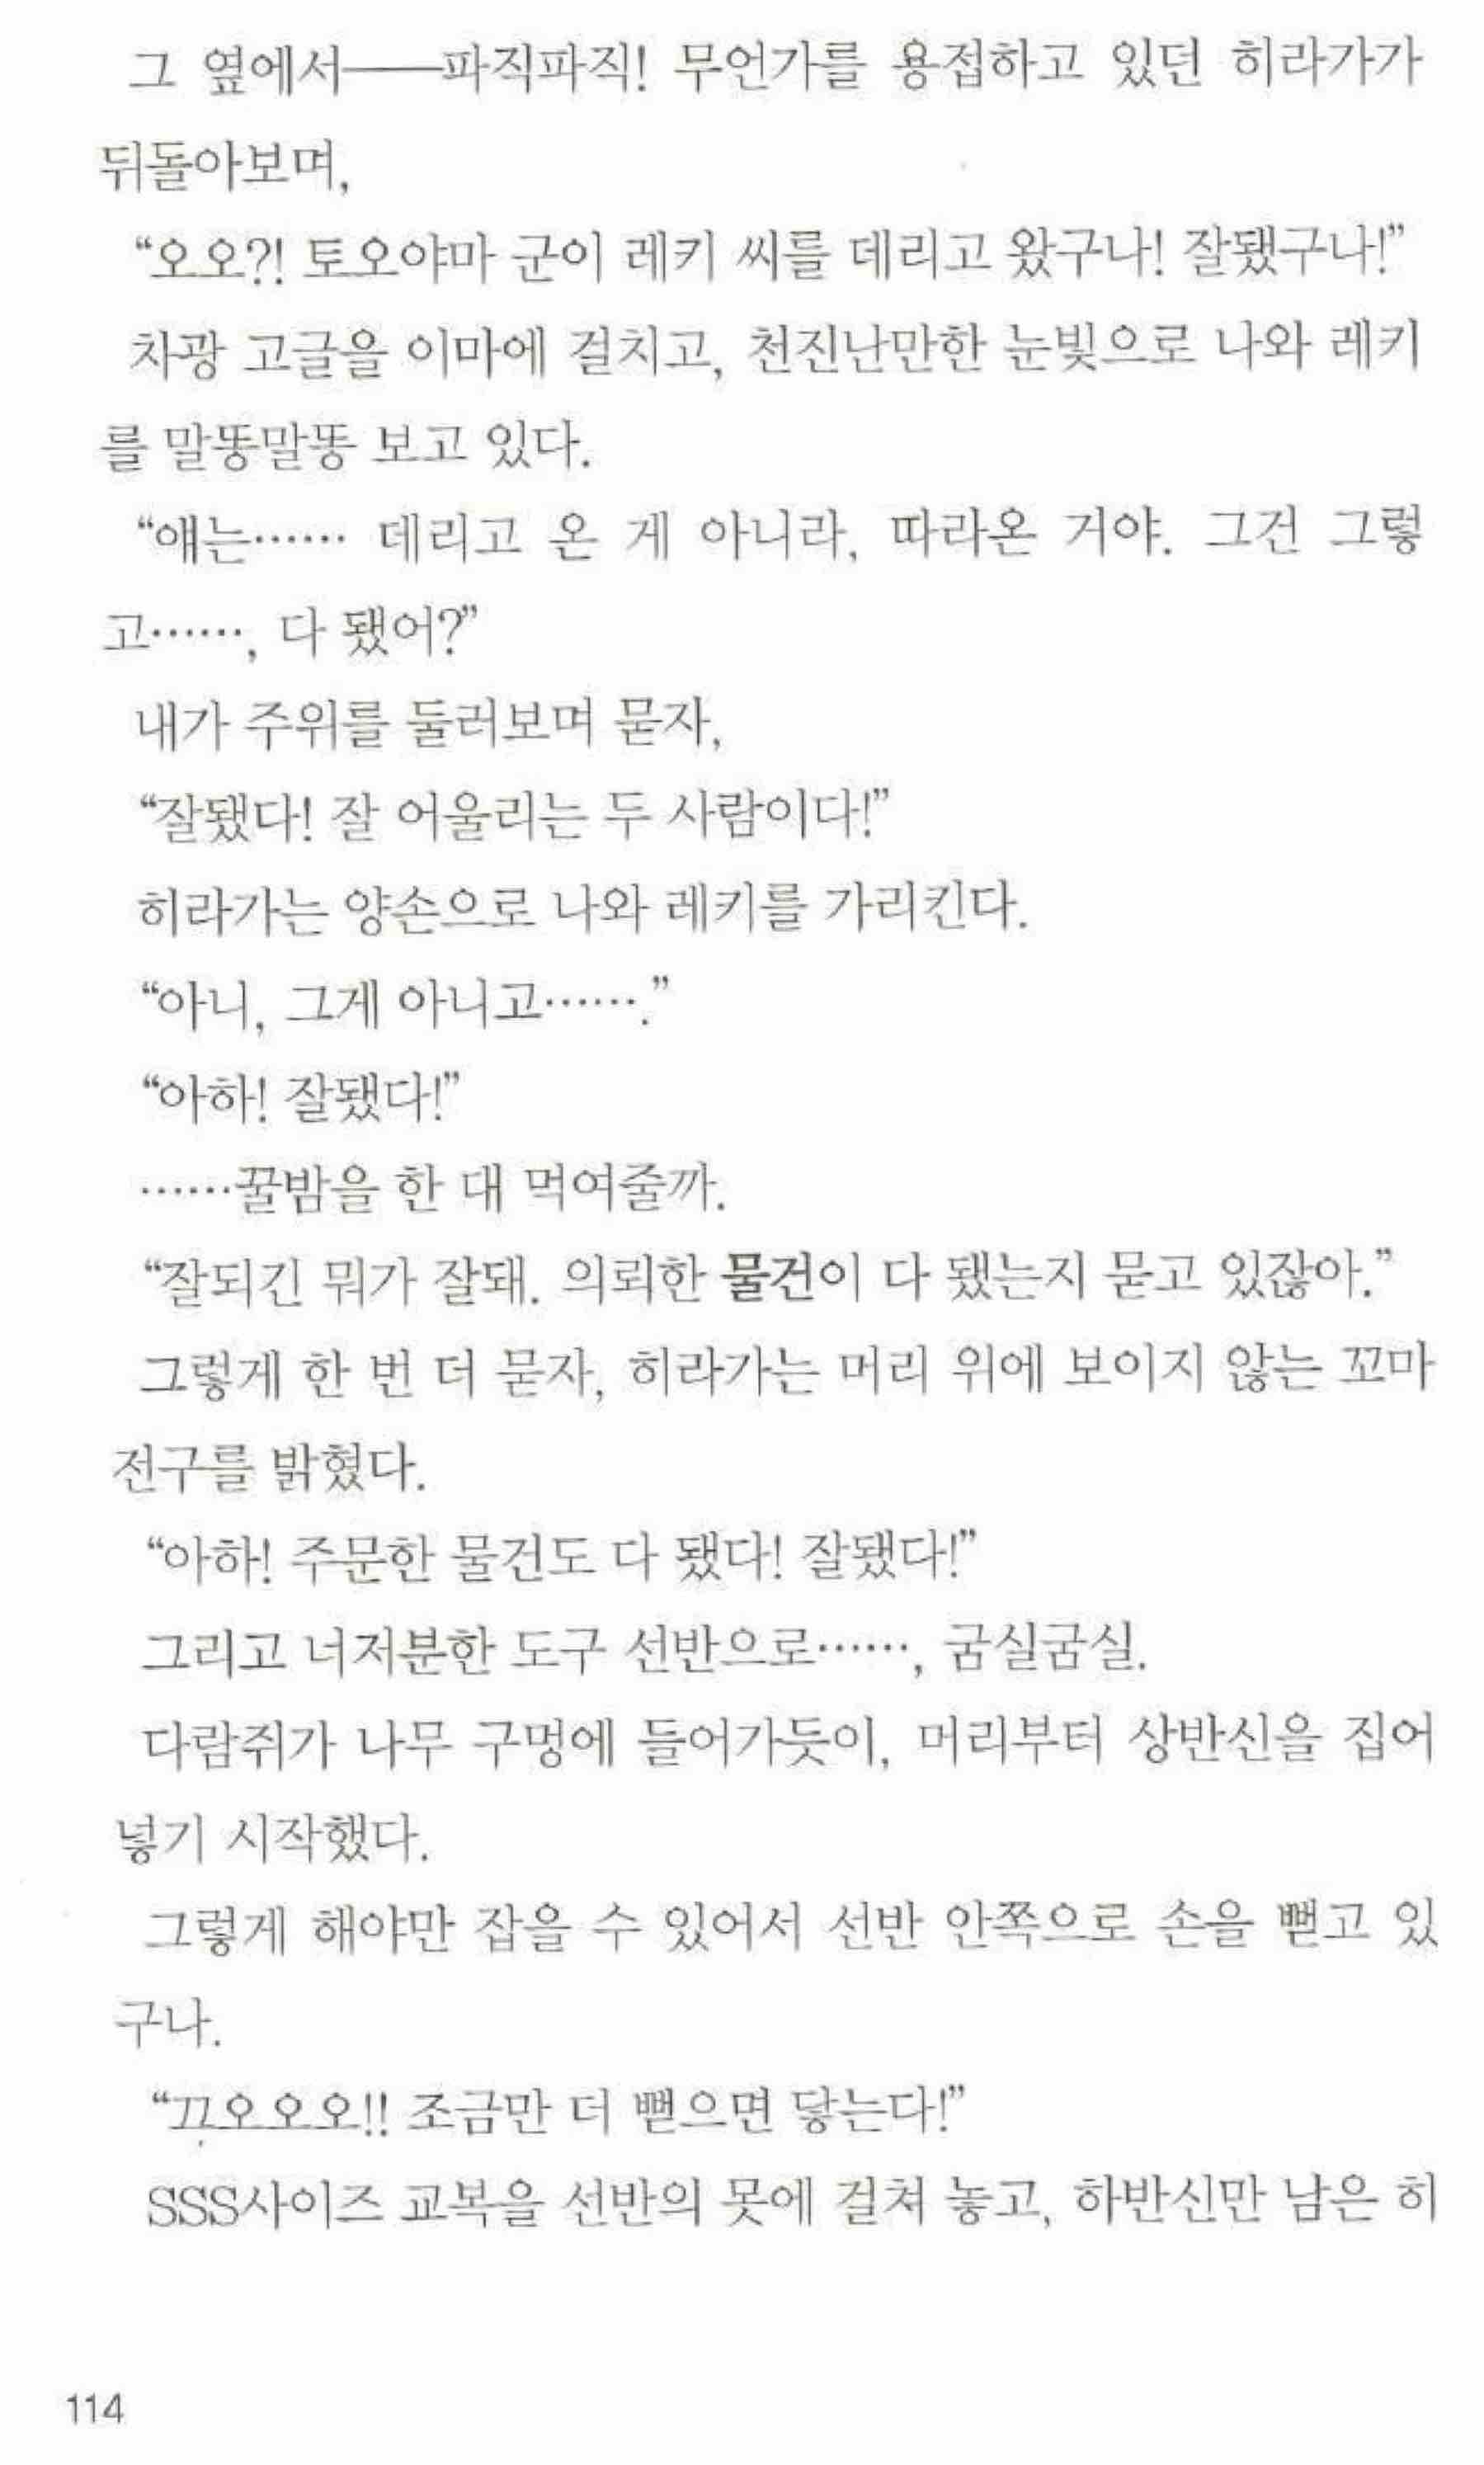 그 옆에서――파직파직! 무언가를 용접하고 있던 히라가가
뒤돌아보며,
“오오?! 토오야마 군이 레키 씨를 데리고 왔구나! 잘됐구나!”
차광 고글을 이마에 걸치고, 천진난만한 눈빛으로 나와 레키
를 말똥말똥 보고 있다.
“얘는…… 데리고 온 게 아니라, 따라온 거야. 그건 그렇
고……, 다 됐어?”
내가 주위를 둘러보며 묻자,
“잘됐다! 잘 어울리는 두 사람이다!”
히라가는 양손으로 나와 레키를 가리킨다.
“아니, 그게 아니고…….”
“아하! 잘됐다!”
……꿀밤을 한 대 먹여줄까.
“잘되긴 뭐가 잘돼. 의뢰한 물건이 다 됐는지 묻고 있잖아.”
그렇게 한 번 더 묻자, 히라가는 머리 위에 보이지 않는 꼬마
전구를 밝혔다.
“아하! 주문한 물건도 다 됐다! 잘됐다!”
그리고 너저분한 도구 선반으로……, 굼실굼실.
다람쥐가 나무 구멍에 들어가듯이, 머리부터 상반신을 집어
넣기 시작했다.
그렇게 해야만 잡을 수 있어서 선반 안쪽으로 손을 뻗고 있
구나.
“끄오오오!! 조금만 더 뻗으면 닿는다!”
SSS사이즈 교복을 선반의 못에 걸쳐 놓고, 하반신만 남은 히
114